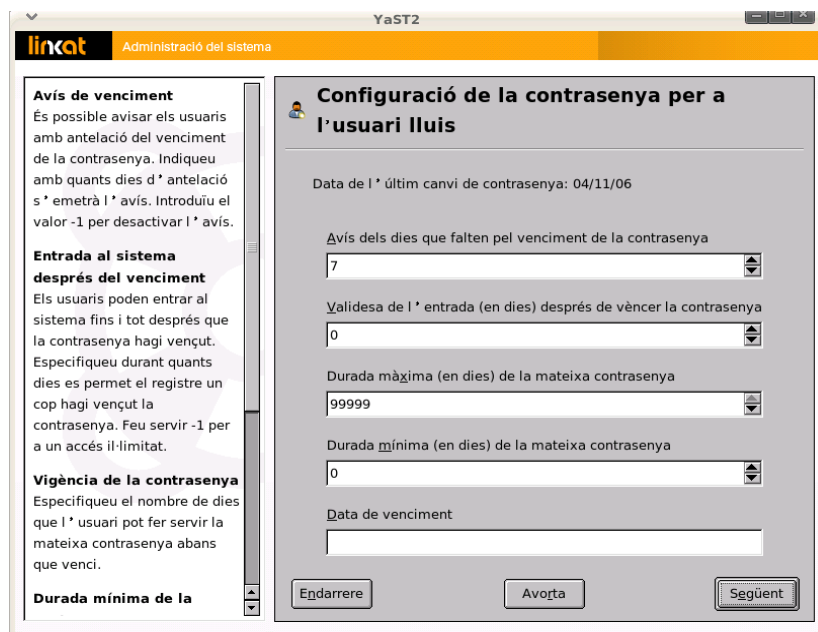 YaST2
linkat
Administració del sistema
Avís de venciment
És possible avisar els usuaris
amb antelació del venciment
de la contrasenya. Indiqueu
amb quants dies d’antelació
s’emetrà l’avís. Introduïu el
valor -1 per desactivar l’avís.
Entrada al sistema
després del venciment
Els usuaris poden entrar al
sistema fins i tot després que
la contrasenya hagi vençut.
Especifiqueu durant quants
dies es permet el registre un
cop hagi vençut la
contrasenya. Feu servir -1 per
a un accés il·limitat.
Vigència de la contrasenya
Especifiqueu el nombre de dies
que l’usuari pot fer servir la
mateixa contrasenya abans
que venci.
Durada mínima de la
Configuració de la contrasenya per a
l’usuari lluis
Data de l’últim canvi de contrasenya: 04/11/06
Avís dels dies que falten pel venciment de la contrasenya
7
Validesa de l’entrada (en dies) després de vèncer la contrasenya
0
Durada màxima (en dies) de la mateixa contrasenya
99999
Durada mínima (en dies) de la mateixa contrasenya
0
Data de venciment
Endarrere
Avorta
Següent